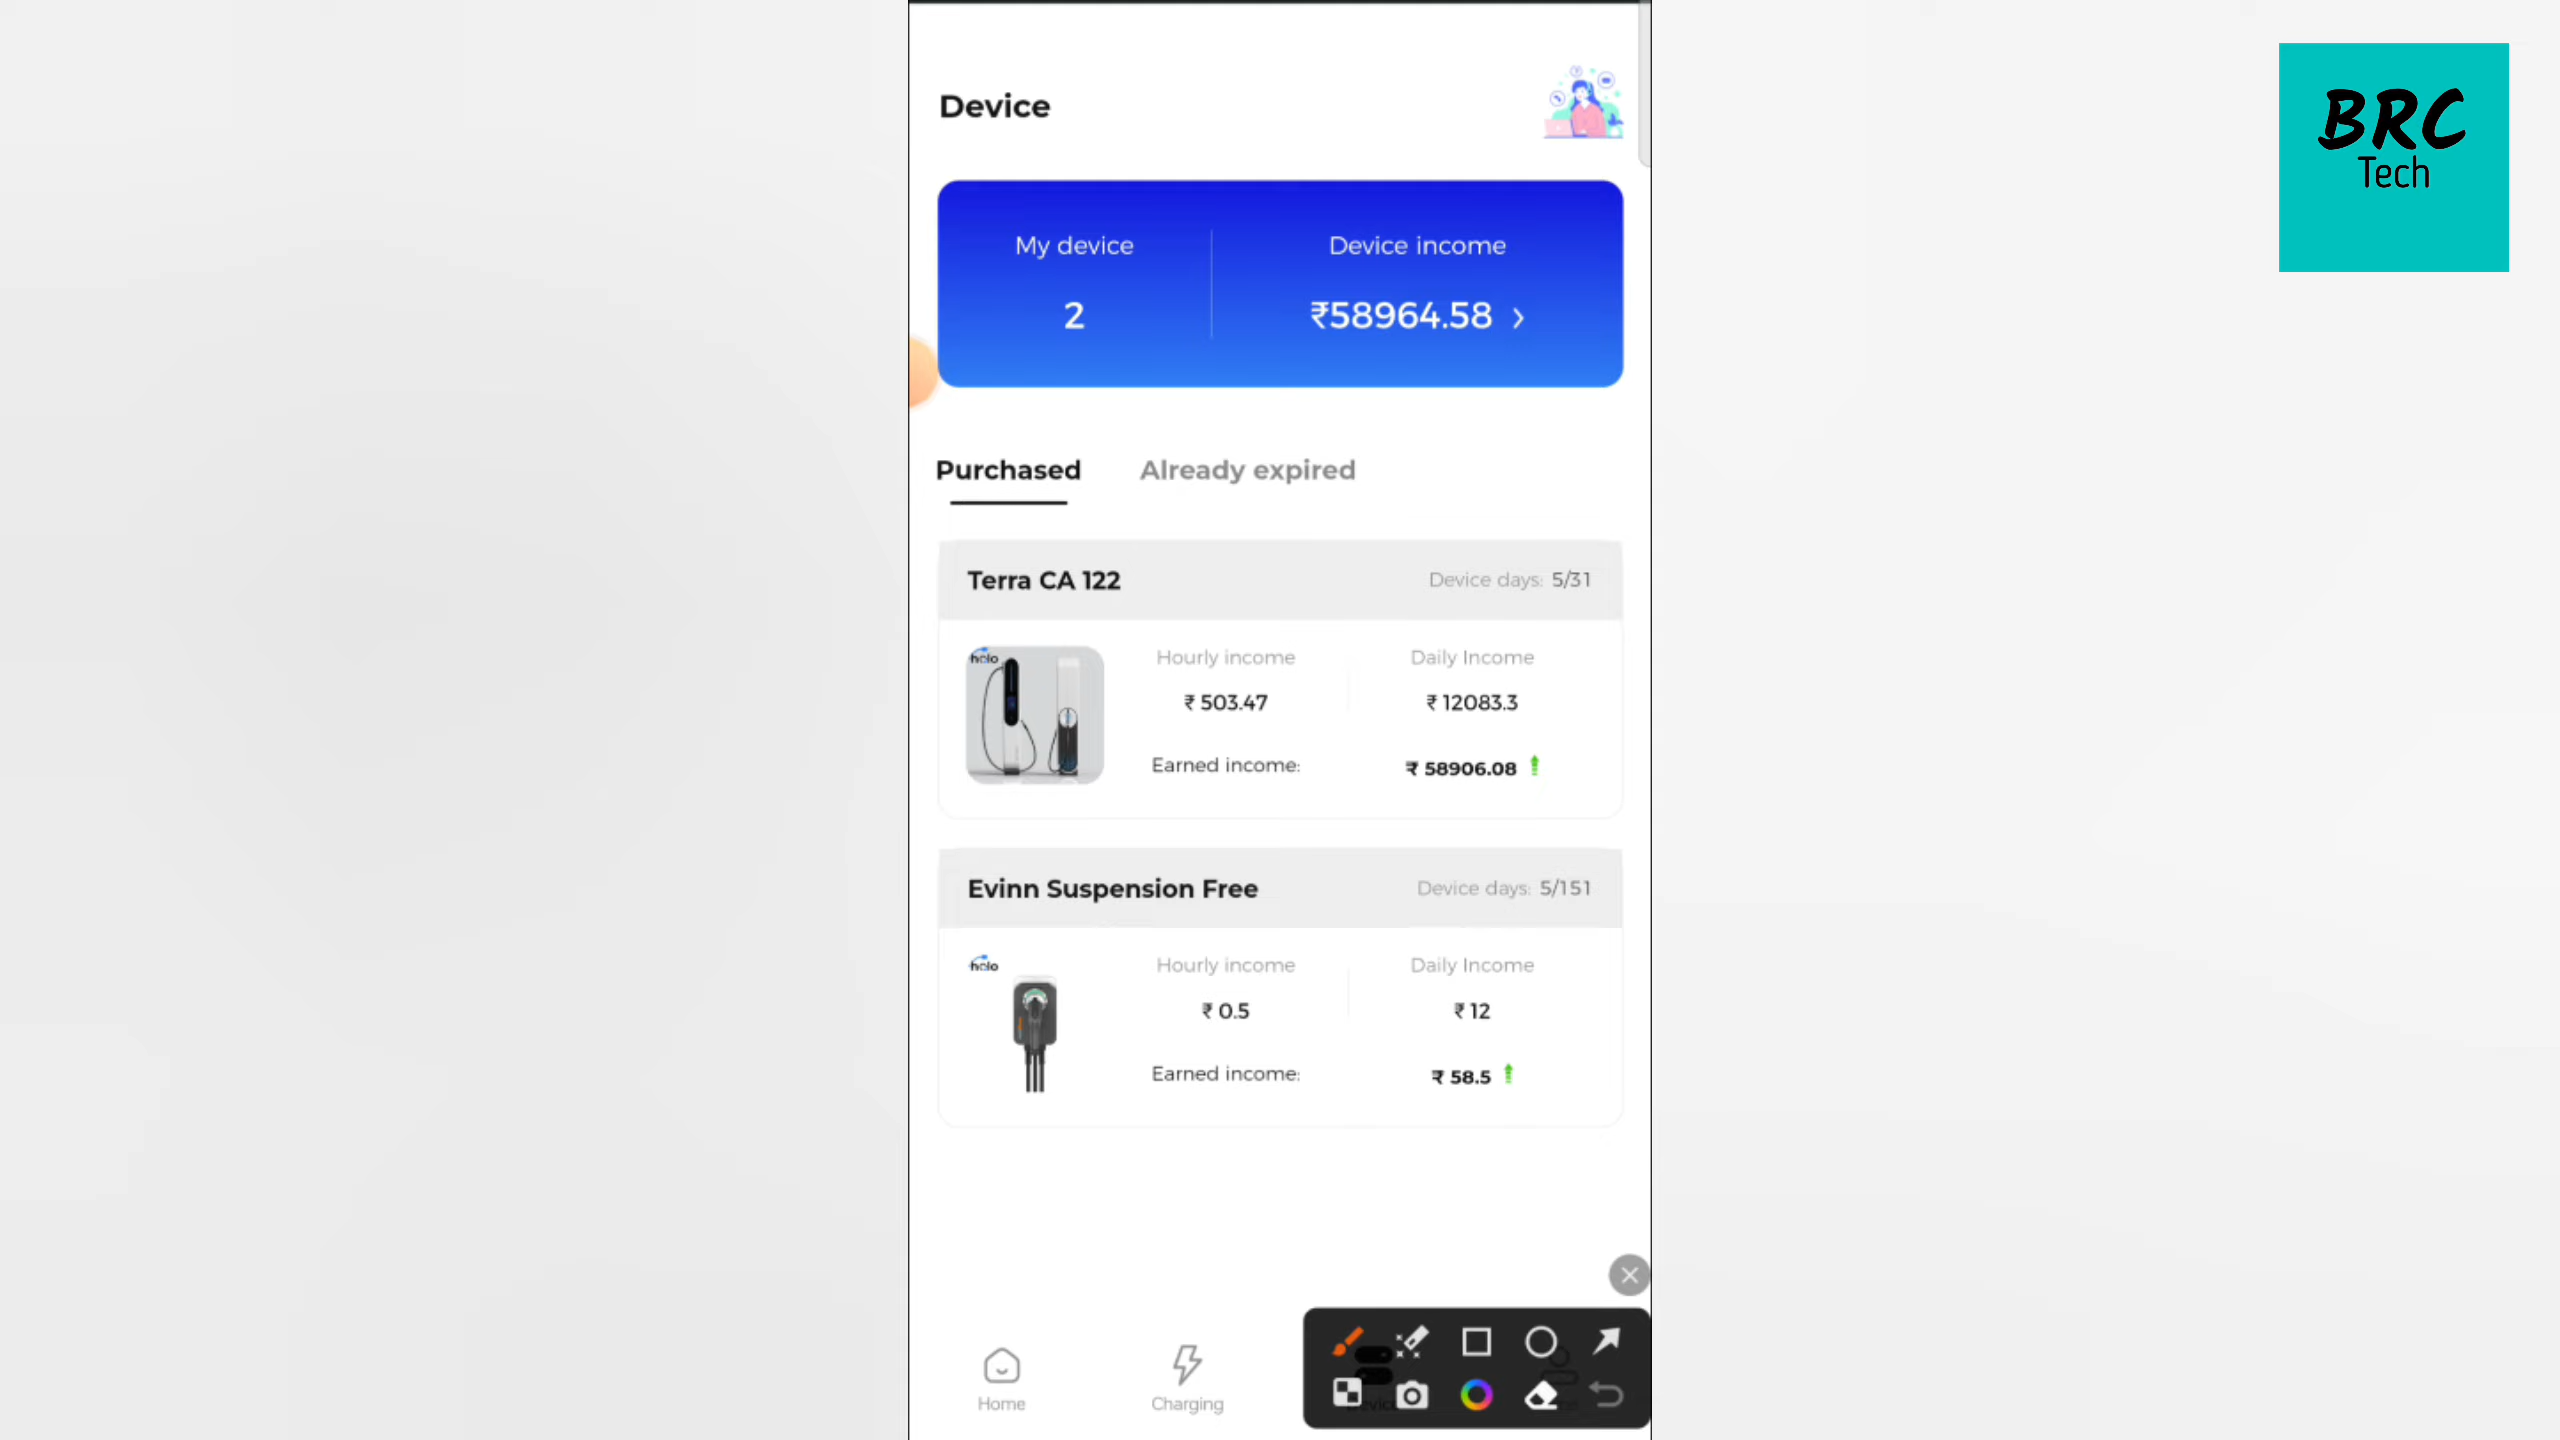 BRC
Tech
Device
My device
Device income
2
₹58964.58
Purchased
Already expired
Terra CA 122
Device days: 5/31
halo
Hourly income
Daily Income
₹ 503.47
₹ 12083.3
Earned income:
₹ 58906.08
Evinn Suspension Free
Device days: 5/151
halo
Hourly income
Daily Income
₹ 0.5
₹ 12
Earned income:
₹ 58.5
Home
Charging